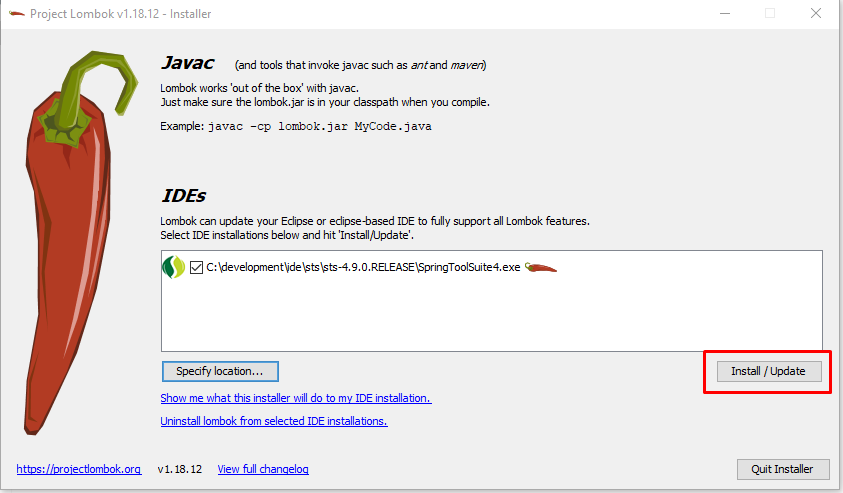 Project Lombok v1.18.12 - Installer
Javac (and tools that invoke javac such as ant and maven)
Lombok works 'out of the box' with javac.
Just make sure the lombok.jar is in your classpath when you compile.
Example: javac -cp lombok.jar MyCode.java
IDEs
Lombok can update your Eclipse or eclipse-based IDE to fully support all Lombok features.
Select IDE installations below and hit 'Install/Update'.
C:\development\ide\sts\sts-4.9.0.RELEASE\SpringToolSuite4.exe
Specify location... Install / Update
Show me what this installer will do to my IDE installation.
Uninstall lombok from selected IDE installations.
https://projectlombok.org v1.18.12 View full changelog Quit Installer